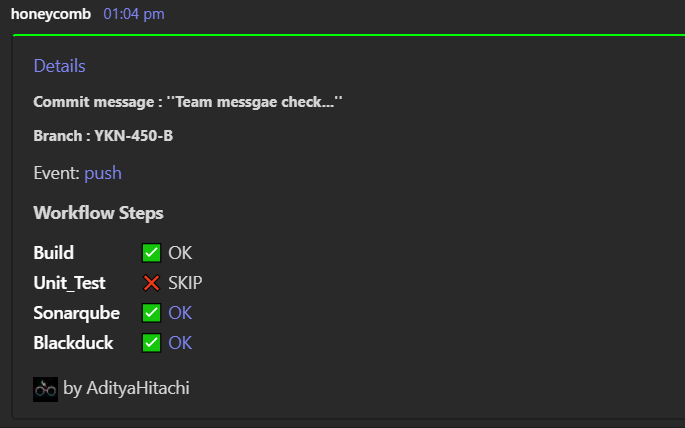 honeycomb 01:04 pm
Details
Commit message : ''Team messgae check...''
Branch : YKN-450-B
Event: push
Workflow Steps
Build ✅ OK
Unit_Test ❌ SKIP
Sonarqube ✅ OK
Blackduck ✅ OK
by AdityaHitachi